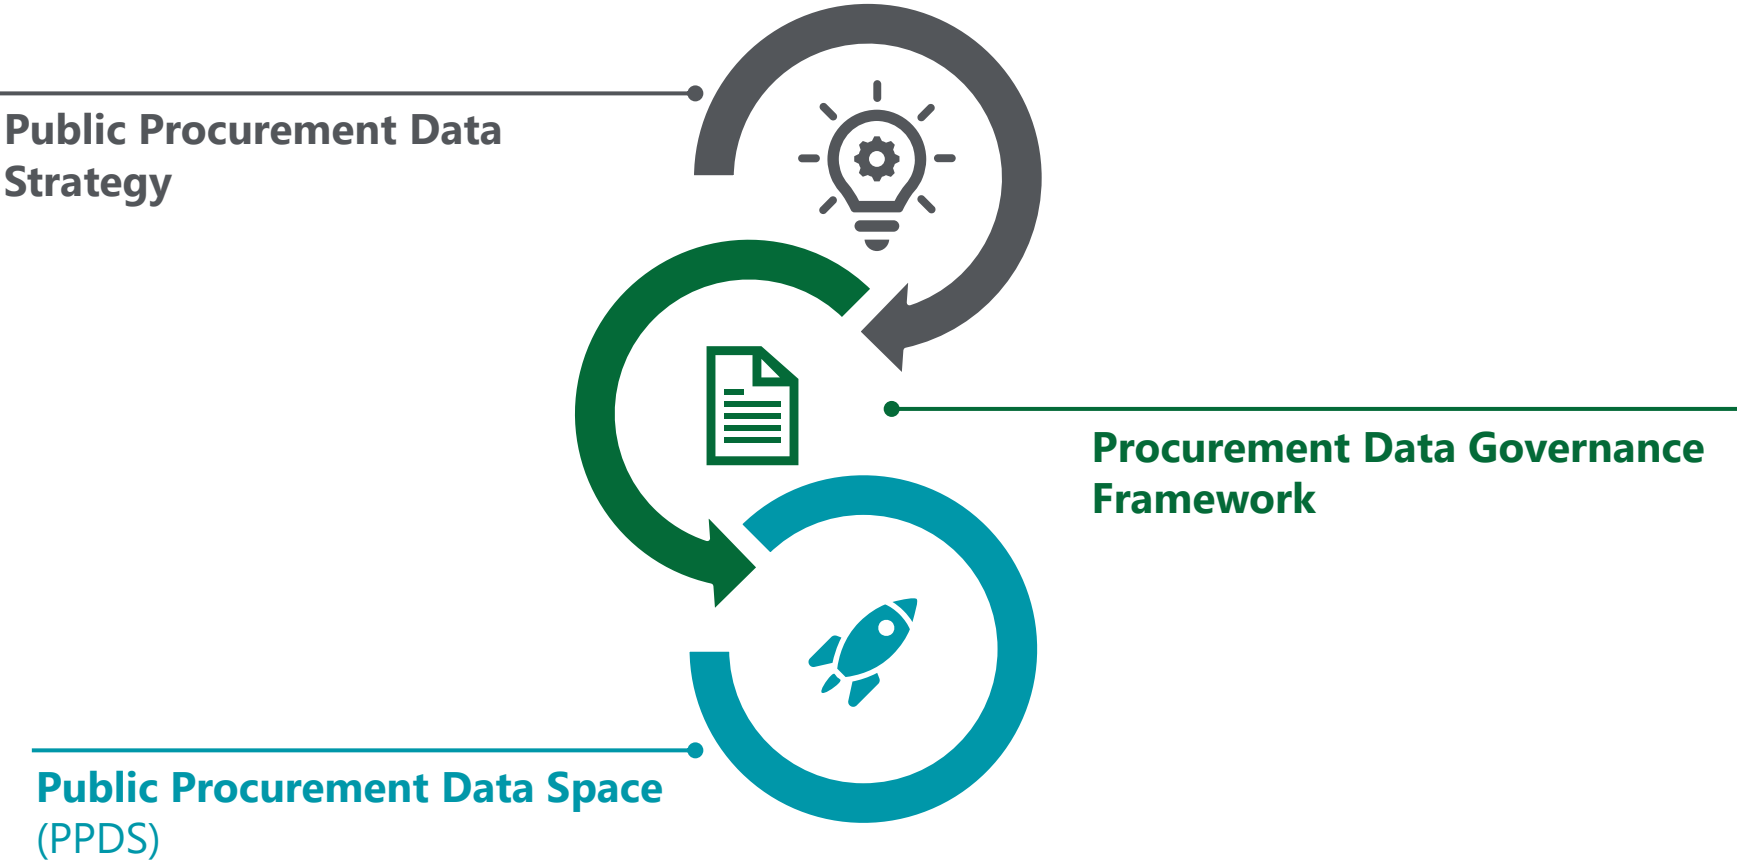 Public Procurement Data
Strategy
Procurement Data Governance
Framework
Public Procurement Data Space
(PPDS)